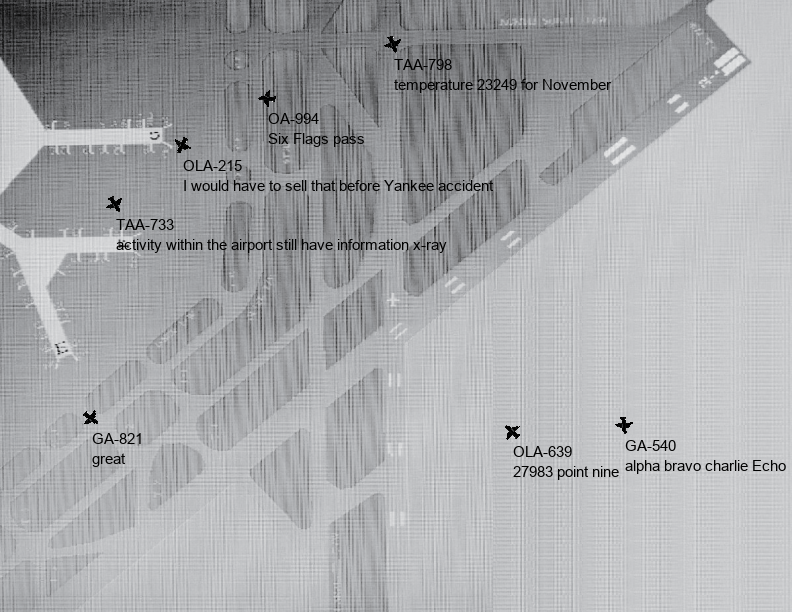 TAA-798
temperature 23249 for November
OA-994
Six Flags pass
OLA-215
I would have to sell that before Yankee accident
TAA-733
activity within the airport still have information x-ray
GA-821
great
OLA-639
27983 point nine
GA-540
alpha bravo charlie Echo